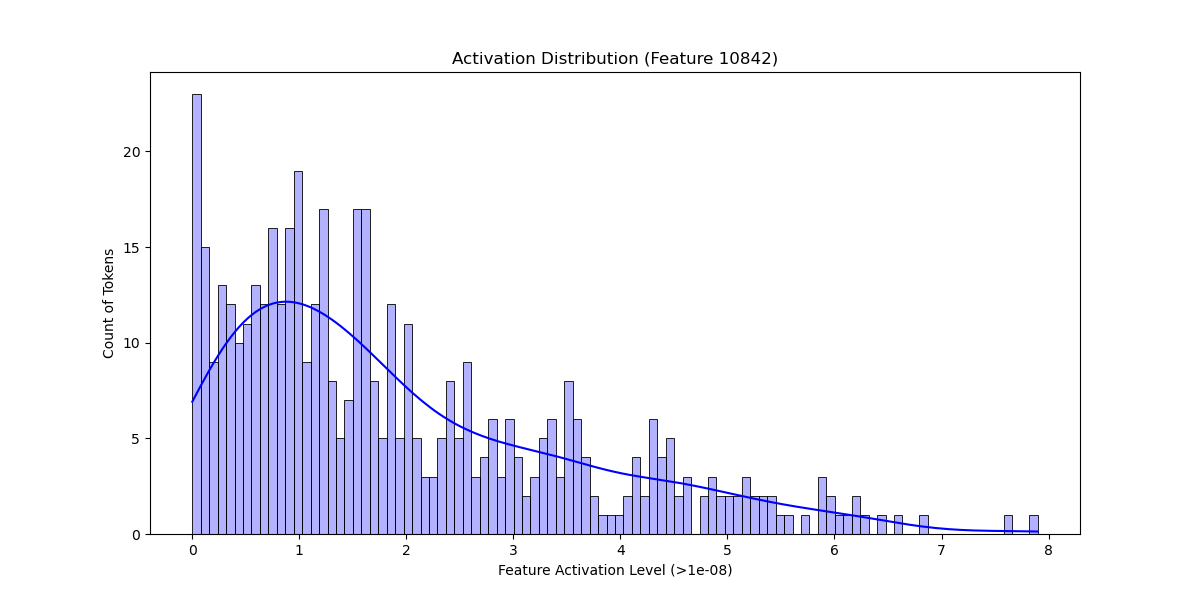 Activation Distribution (Feature 10842)
Count of Tokens
20
15
10
5
0
0 1 2 3 4 5 6 7 8
Feature Activation Level (>1e-08)